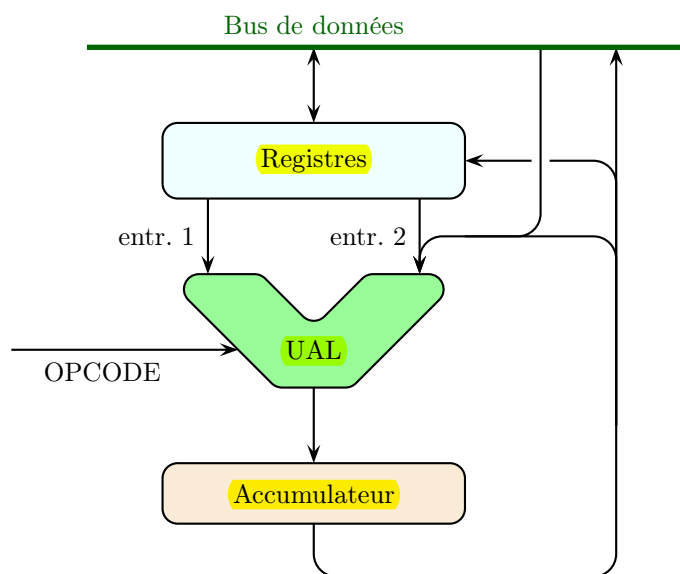 Bus de données
Registres
entr. 1
entr. 2
UAL
OPCODE
Accumulateur